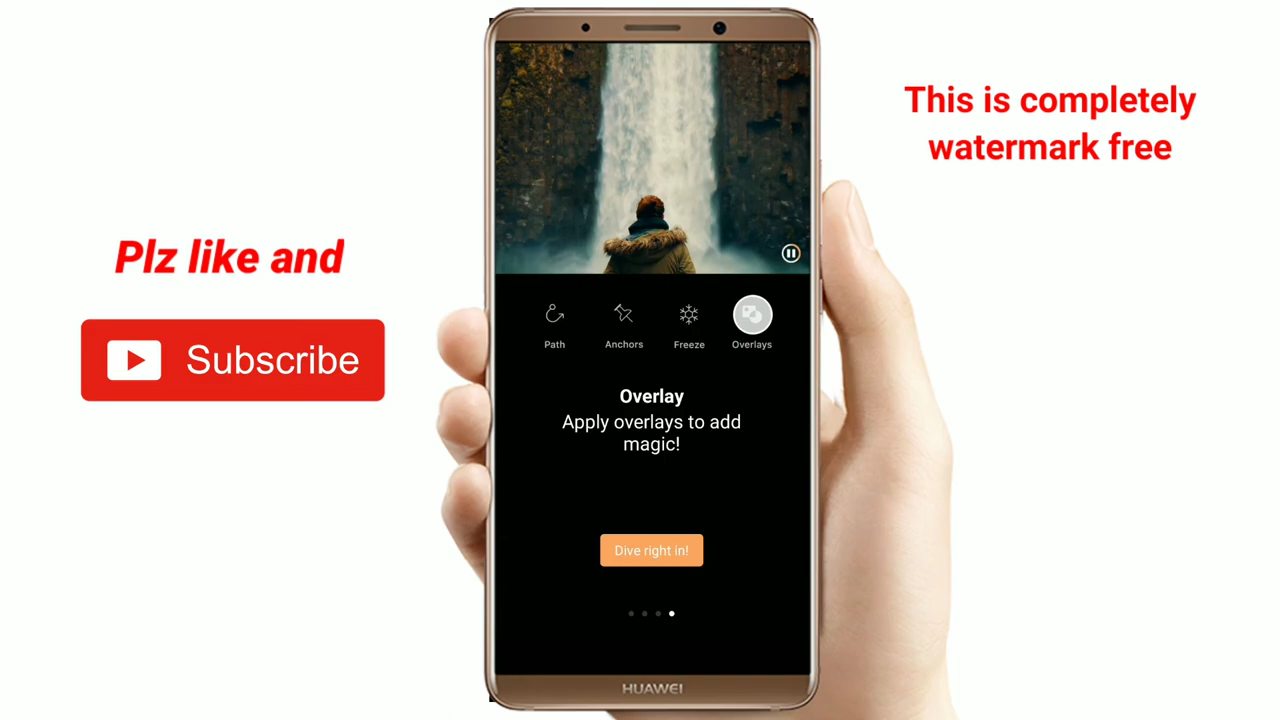 This is completely
watermark free
Plz like and
Subscribe
Path
Anchors
Freeze
Overlays
Overlay
Apply overlays to add
magic!
Dive right in!
HUAWEI